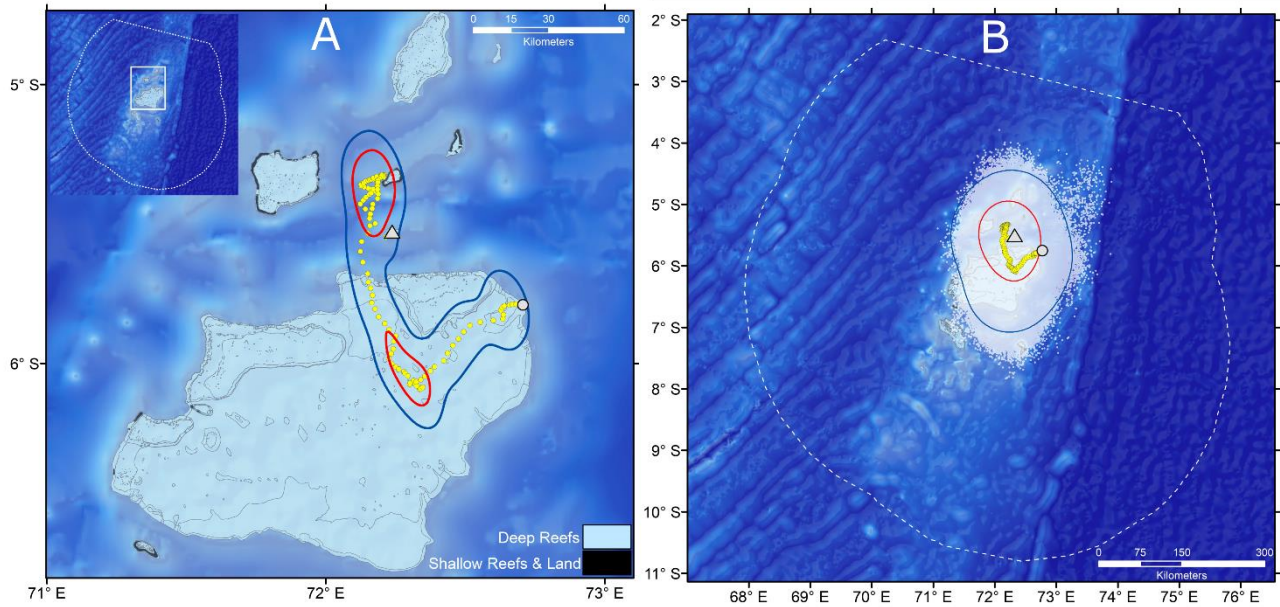 A
0 15 30 60
Kilometers
5° S
6° S
Deep Reefs
Shallow Reefs & Land
71° E 72° E 73° E
B
2° S
3° S
4° S
5° S
6° S
7° S
8° S
9° S
10° S
11° S
0 75 150 300
Kilometers
68° E 69° E 70° E 71° E 72° E 73° E 74° E 75° E 76° E